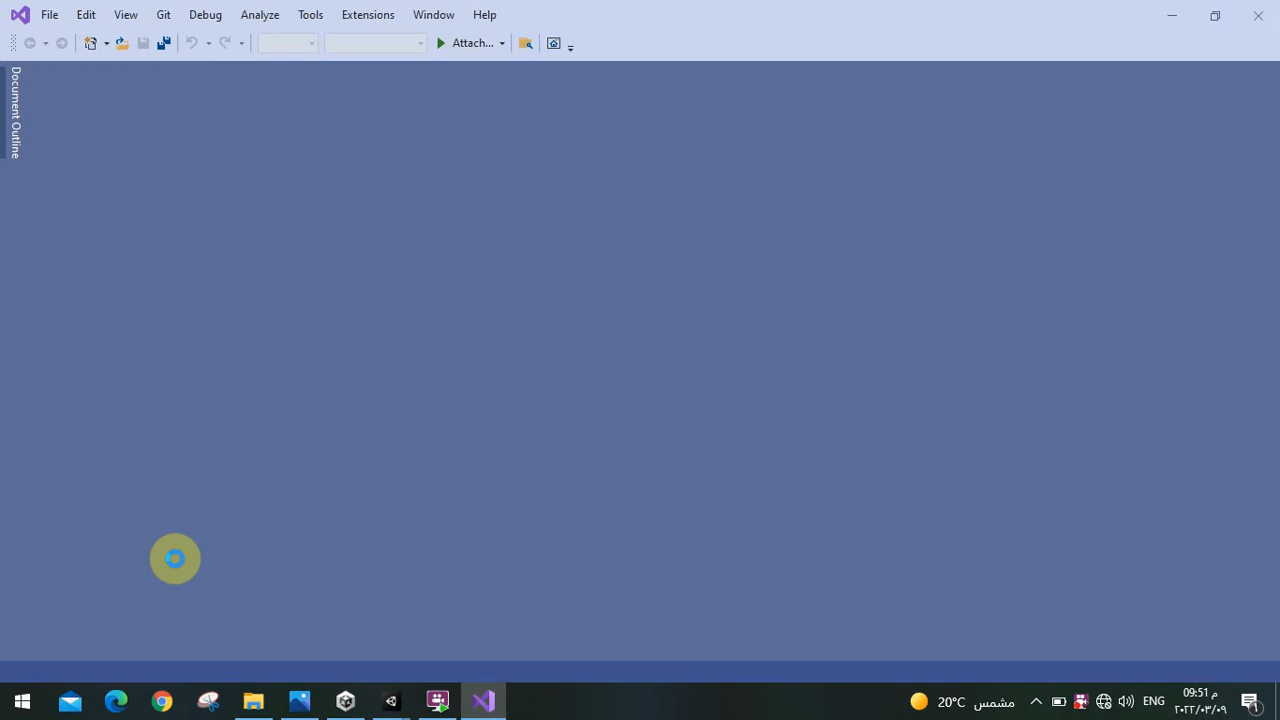 File Edit View Git Debug Analyze Tools Extensions Window Help
Attach...
Document Outline
20°C مشمس
ENG
09:51 م
٢٠٢٢/٠٣/٠٩
1